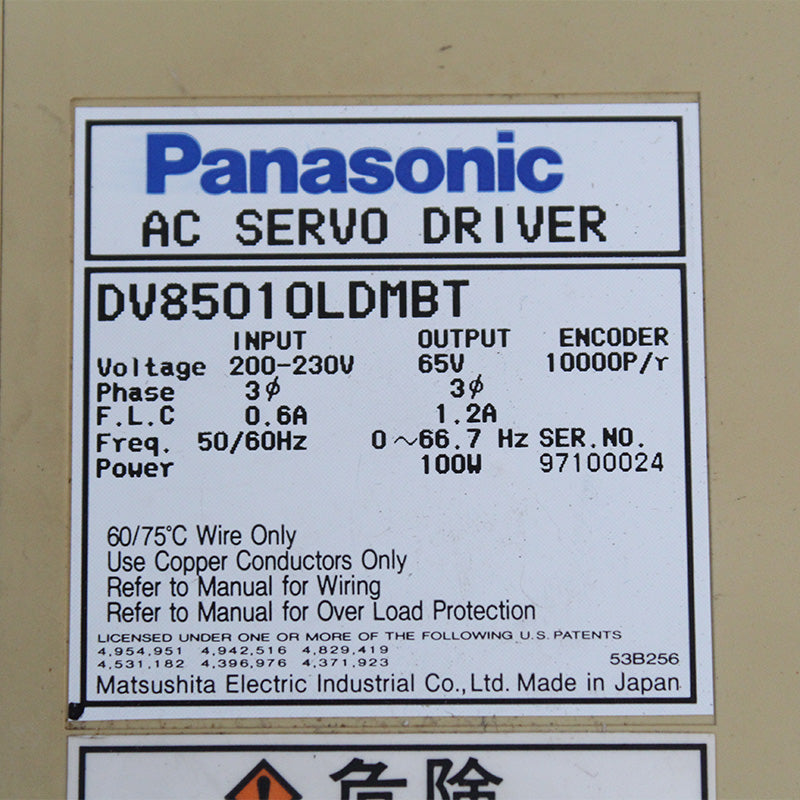 Panasonic
AC SERVO DRIVER
DV85010LDMBT
INPUT OUTPUT ENCODER
Voltage 200-230V 65V 10000P/r
Phase 3ϕ 3ϕ
F.L.C 0.6A 1.2A
Freq. 50/60Hz 0~66.7 Hz SER.NO.
Power 100W 97100024
60/75°C Wire Only
Use Copper Conductors Only
Refer to Manual for Wiring
Refer to Manual for Over Load Protection
LICENSED UNDER ONE OR MORE OF THE FOLLOWING U.S. PATENTS
4,954,951 4,942,516 4,829,419
4,531,182 4,396,976 4,371,923 53B256
Matsushita Electric Industrial Co., Ltd. Made in Japan
危険